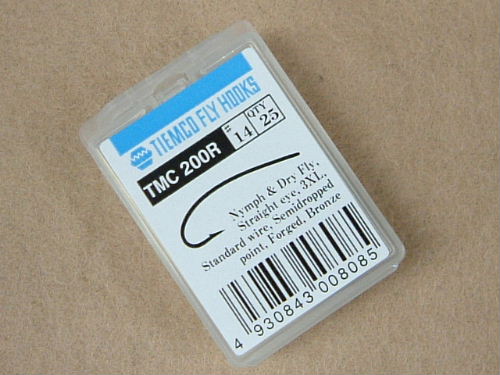 TIEMCO FLY HOOKS
TMC 200R
# 14
QTY 25
Nymph & Dry Fly,
Straight eye, 3XL,
Standard wire, Semidropped
point, Forged, Bronze
4 930843 008085